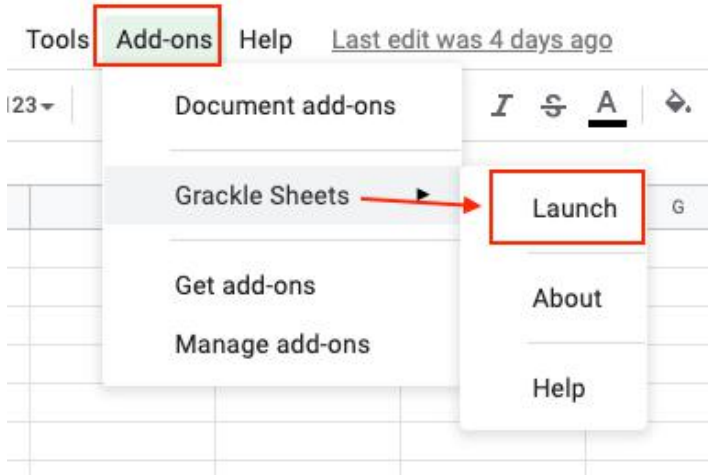 Tools Add-ons Help Last edit was 4 days ago
123
Document add-ons
A
Grackle Sheets
Launch
G
Get add-ons
About
Manage add-ons
Help